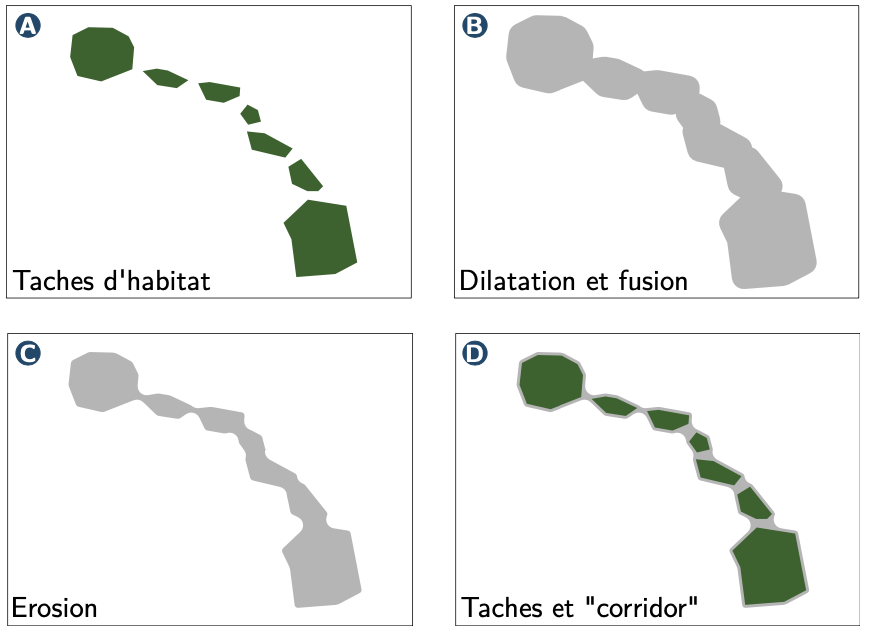 A
Taches d'habitat
B
Dilatation et fusion
C
Erosion
D
Taches et "corridor"